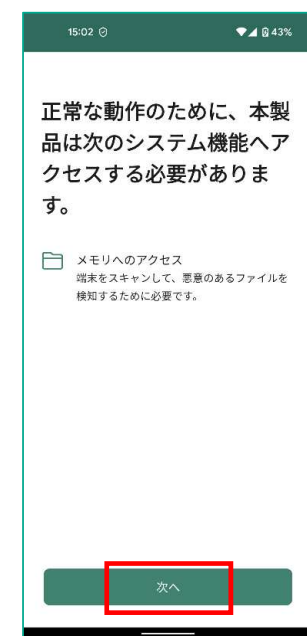 15:02 43%
正常な動作のために、本製
品は次のシステム機能へア
クセスする必要がありま
す。
メモリへのアクセス
端末をスキャンして、悪意のあるファイルを
検知するために必要です。
次へ